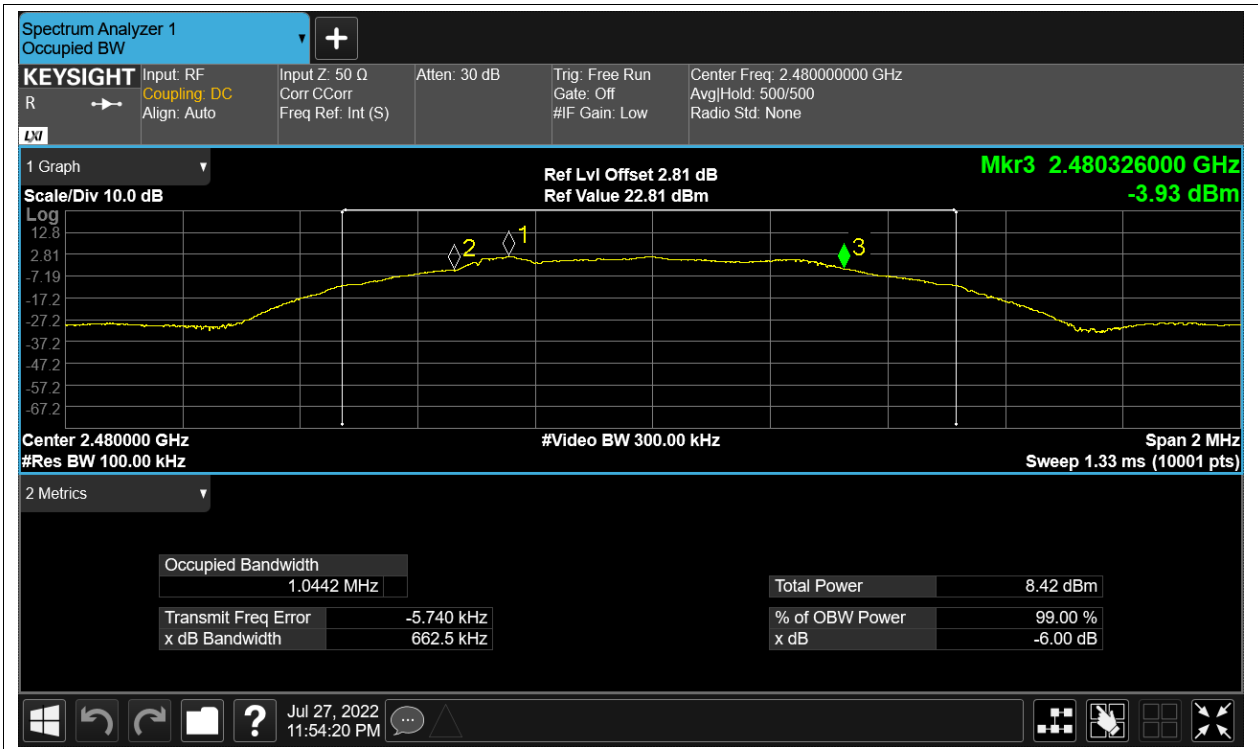 Spectrum Analyzer 1
Occupied BW
KEYSIGHT
R
LXI
Input: RF
Coupling: DC
Align: Auto
Input Z: 50 Ω
Corr CCorr
Freq Ref: Int (S)
Atten: 30 dB
Trig: Free Run
Gate: Off
#IF Gain: Low
Center Freq: 2.480000000 GHz
Avg|Hold: 500/500
Radio Std: None
1 Graph
Scale/Div 10.0 dB
Ref Lvl Offset 2.81 dB
Ref Value 22.81 dBm
Mkr3 2.480326000 GHz
-3.93 dBm
Log
12.8
2.81
-7.19
-17.2
-27.2
-37.2
-47.2
-57.2
-67.2
2
1
3
Center 2.480000 GHz
#Res BW 100.00 kHz
#Video BW 300.00 kHz
Span 2 MHz
Sweep 1.33 ms (10001 pts)
2 Metrics
Occupied Bandwidth
1.0442 MHz
Transmit Freq Error -5.740 kHz
x dB Bandwidth 662.5 kHz
Total Power 8.42 dBm
% of OBW Power 99.00 %
x dB -6.00 dB
?
Jul 27, 2022
11:54:20 PM